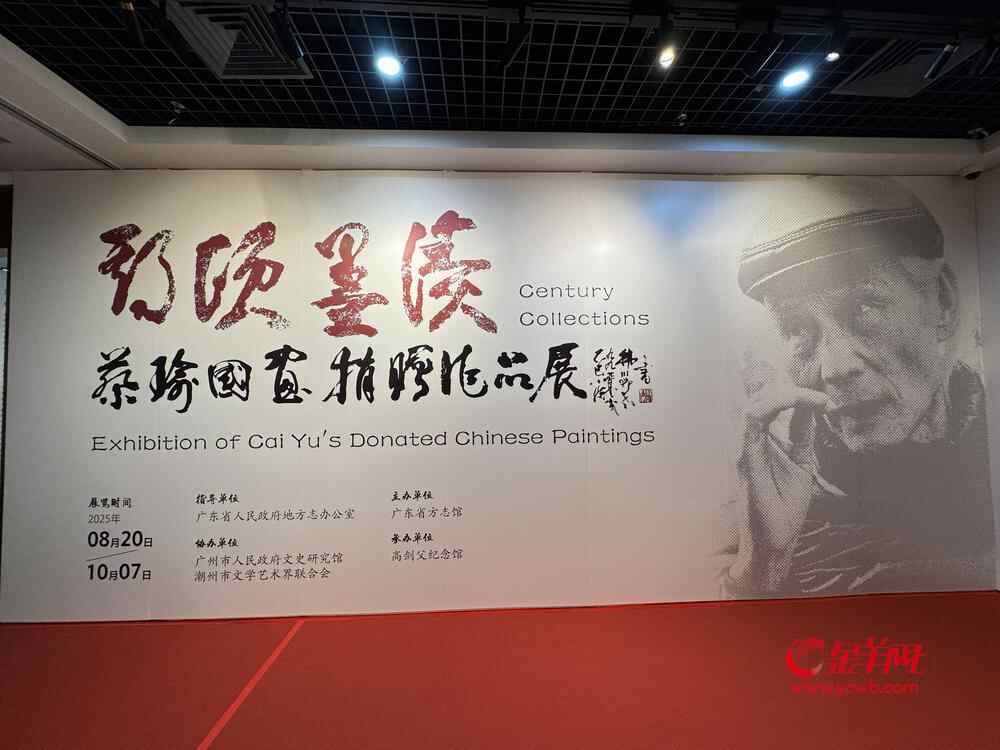 期颐墨
Century
Collections
蔡瑜國画捐贈作品展
Exhibition of Cai Yu's Donated Chinese Paintings
展览时间
2025年
08月20日
10月07日
指导单位
广东省人民政府地方志办公室
协办单位
广州市人民政府文史研究馆
潮州市文学艺术界联合会
主办单位
广东省方志馆
承办单位
高剑父纪念馆
金羊网
www.ycwb.com